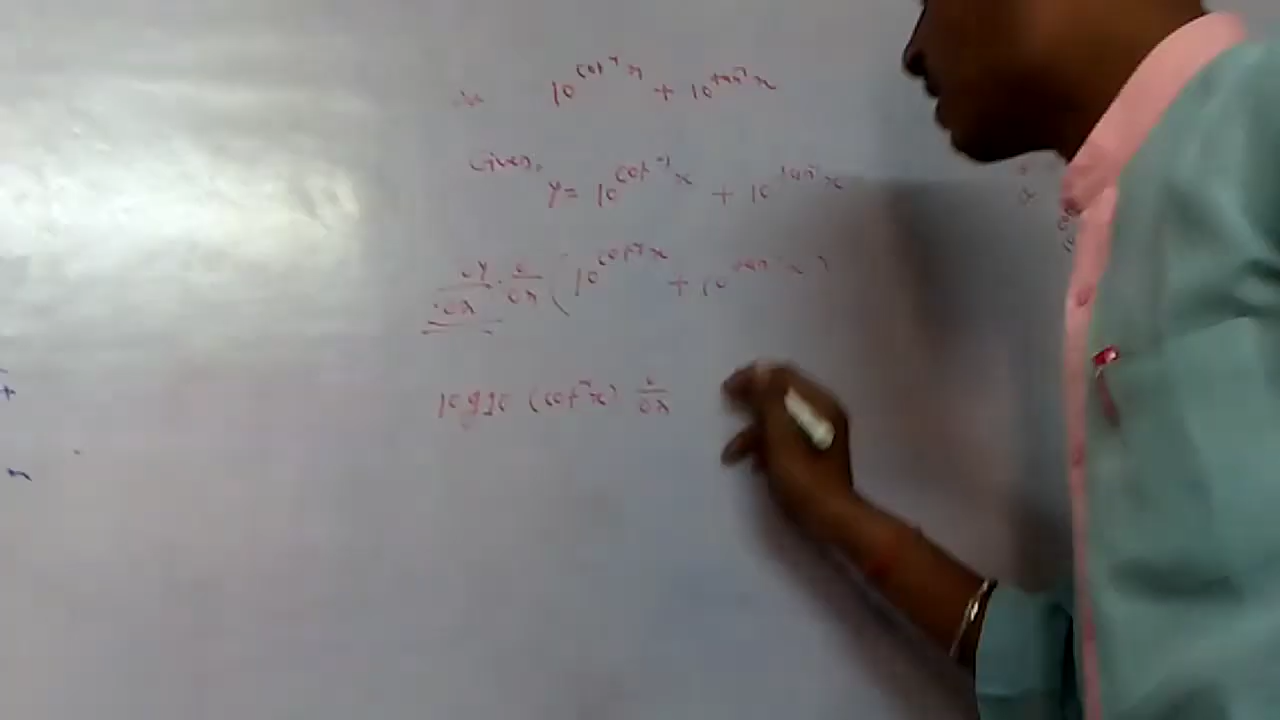 10^cot⁻¹x + 10^tan⁻¹x
Given,
y = 10^cot⁻¹x + 10^tan⁻¹x
dy/dx · d/dx (10^cot⁻¹x + 10^tan⁻¹x)
log10 (cot⁻¹x) d/dx